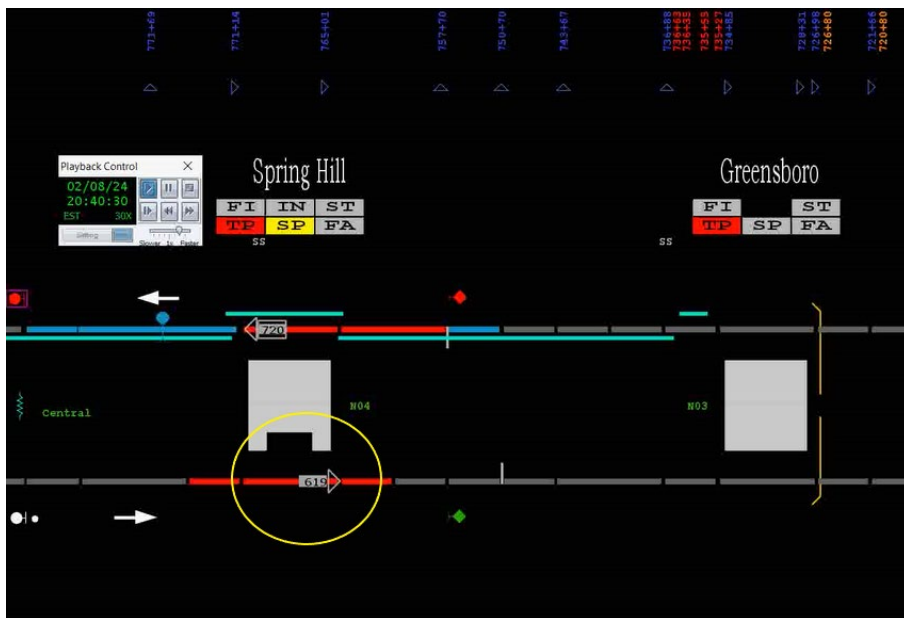 771+69
771+14
765+01
757+70
750+70
743+67
736+88
736+63
736+35
735+55
735+27
734+85
728+31
726+98
726+80
721+66
720+80
Playback Control
02/08/24
20:40:30
EST 30X
Setting
Slower 1x Faster
Spring Hill
FI IN ST
TP SP FA
SS
Greensboro
FI ST
TP SP FA
SS
720
Central
N04
N03
619